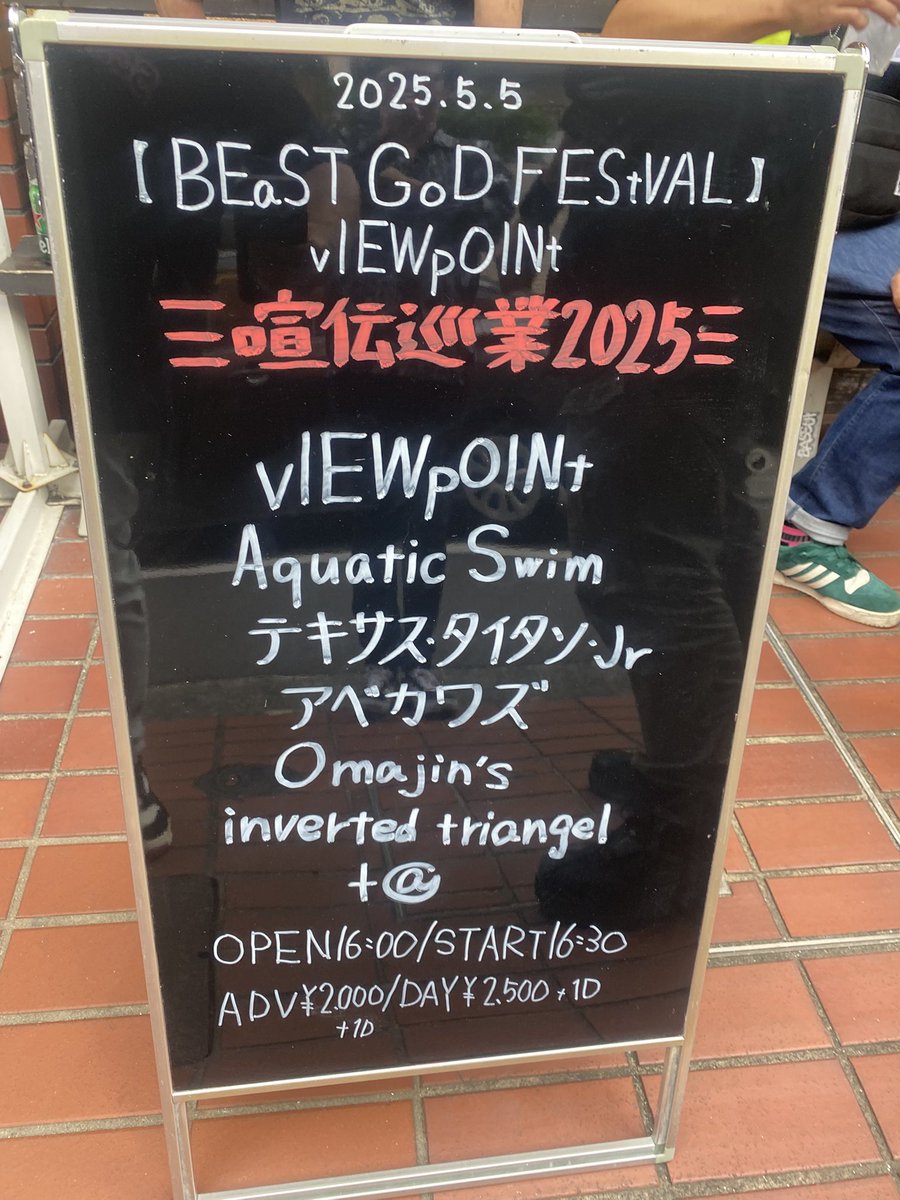 2025.5.5
【BEaST GoD FEStVAL】
vIEWpOINt
三喧伝巡業2025三
vIEWpOINt
Aquatic Swim
テキサス・タイタン・Jr
アベカワズ
Omajin's
inverted triangel
+@
OPEN16:00/START16:30
ADV¥2.000/DAY¥2.500+1D
+1D